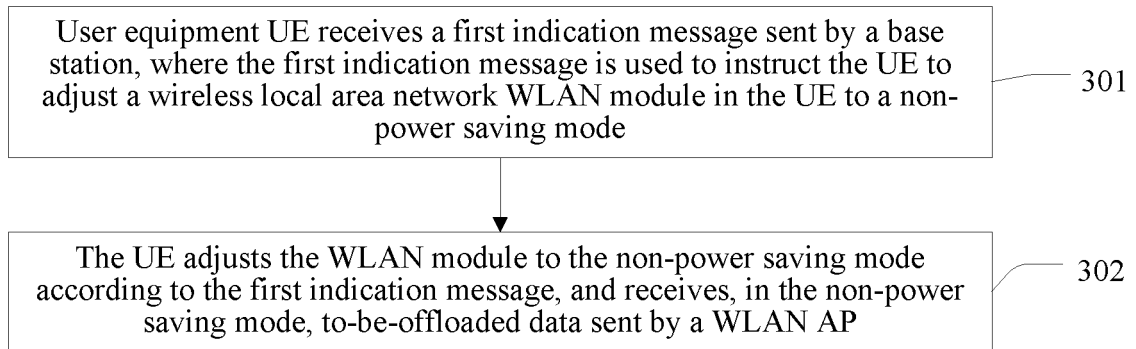 User equipment UE receives a first indication message sent by a base
station, where the first indication message is used to instruct the UE to
adjust a wireless local area network WLAN module in the UE to a non-
power saving mode
301
The UE adjusts the WLAN module to the non-power saving mode
according to the first indication message, and receives, in the non-power
saving mode, to-be-offloaded data sent by a WLAN AP
302